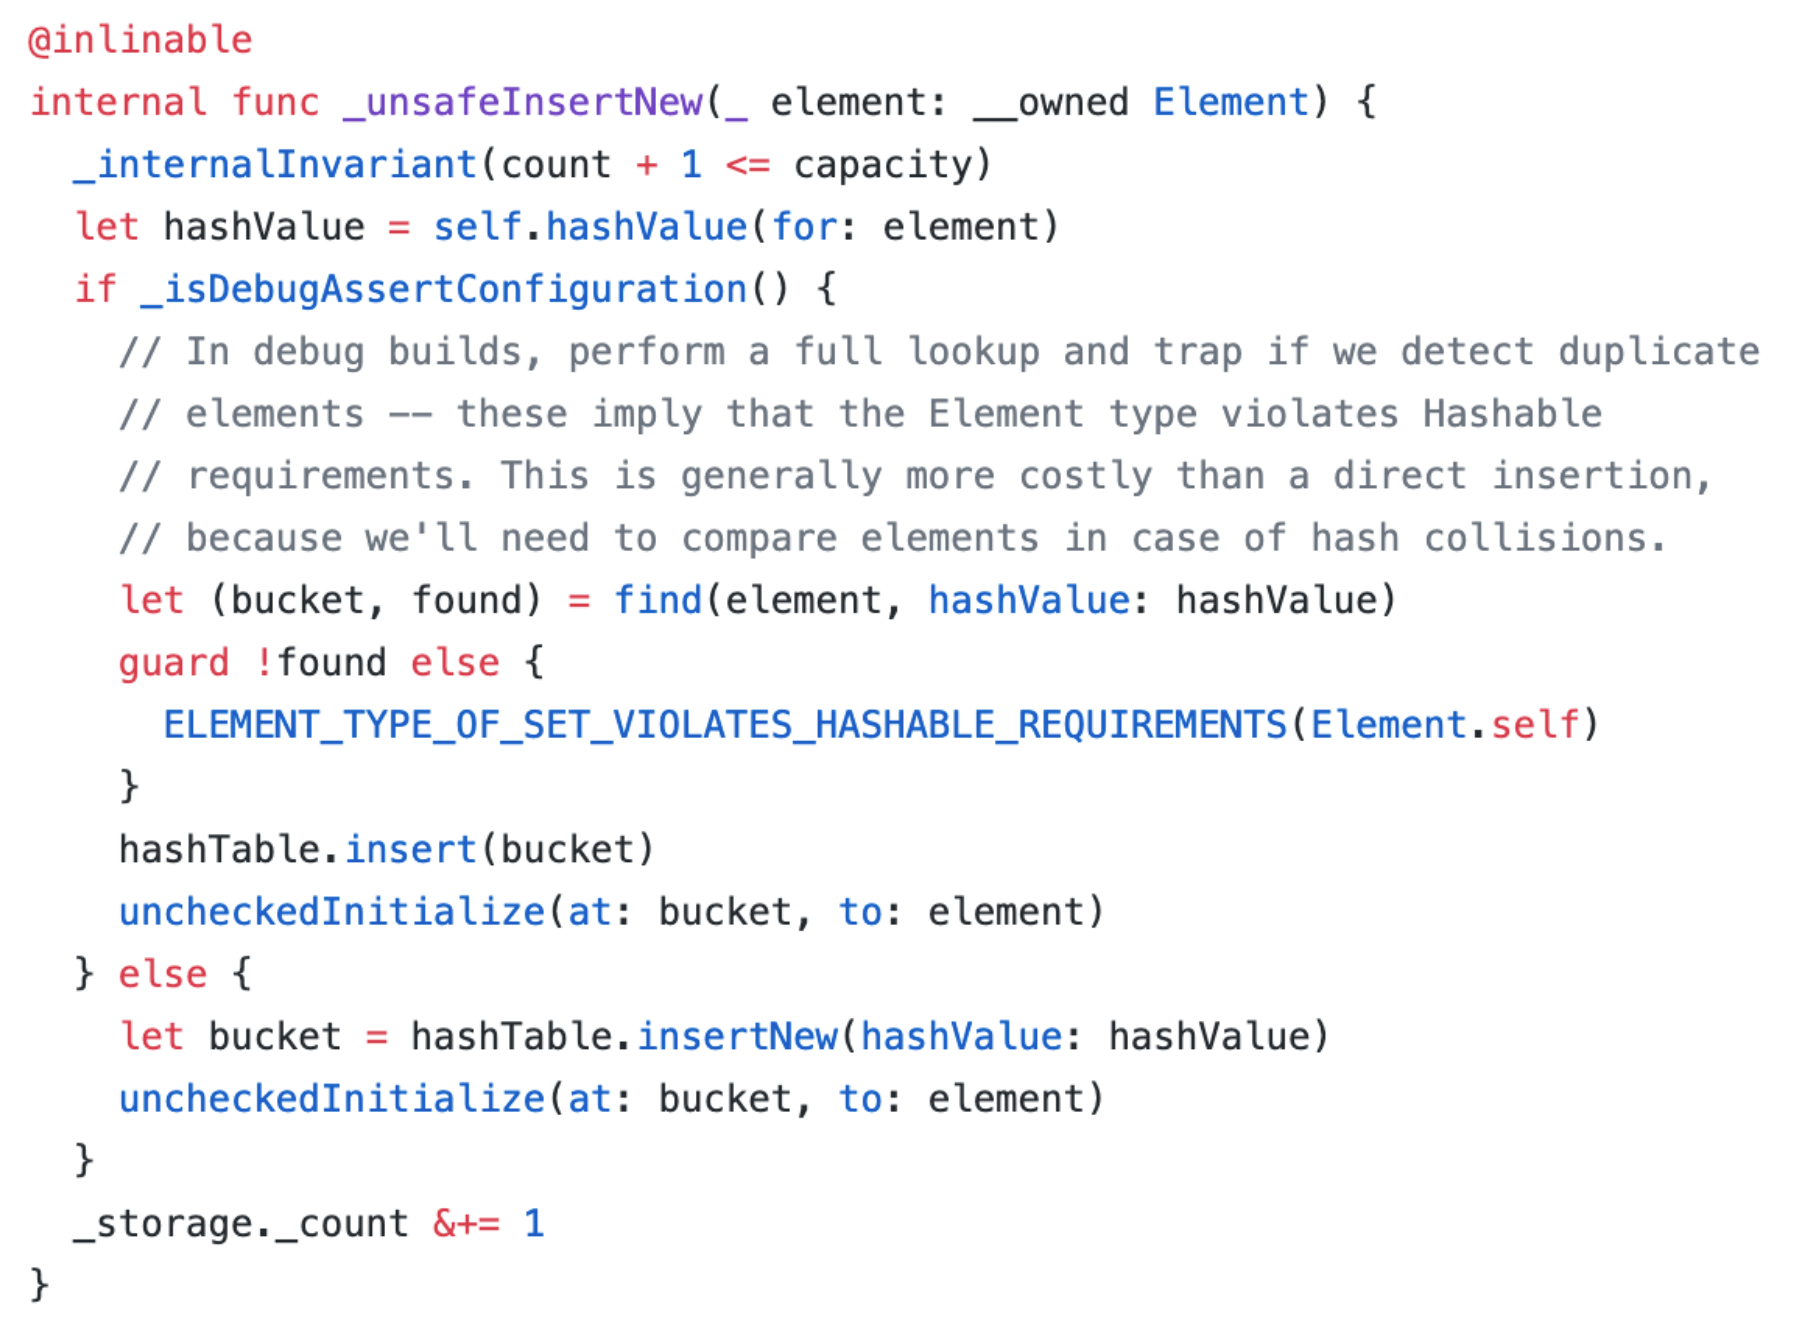 @inlinable
internal func _unsafeInsertNew(_ element: __owned Element) {
  _internalInvariant(count + 1 <= capacity)
  let hashValue = self.hashValue(for: element)
  if _isDebugAssertConfiguration() {
    // In debug builds, perform a full lookup and trap if we detect duplicate
    // elements -- these imply that the Element type violates Hashable
    // requirements. This is generally more costly than a direct insertion,
    // because we'll need to compare elements in case of hash collisions.
    let (bucket, found) = find(element, hashValue: hashValue)
    guard !found else {
      ELEMENT_TYPE_OF_SET_VIOLATES_HASHABLE_REQUIREMENTS(Element.self)
    }
    hashTable.insert(bucket)
    uncheckedInitialize(at: bucket, to: element)
  } else {
    let bucket = hashTable.insertNew(hashValue: hashValue)
    uncheckedInitialize(at: bucket, to: element)
  }
  _storage._count &+= 1
}